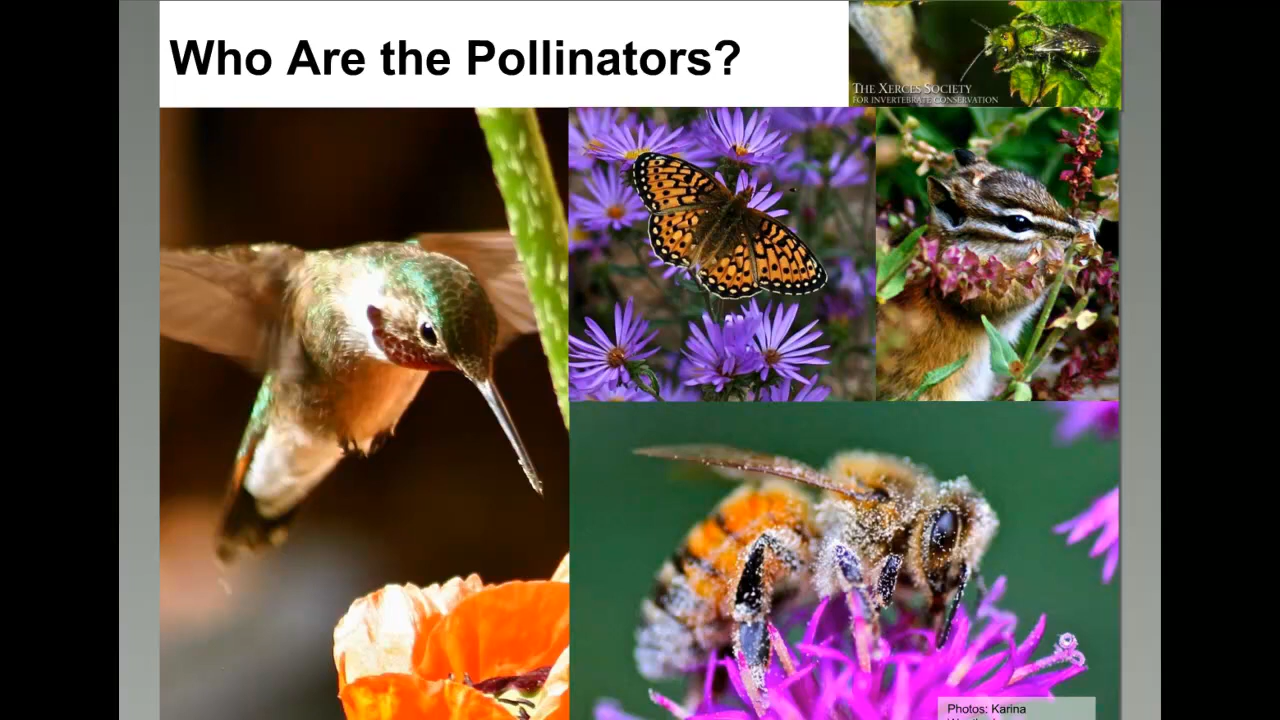 Who Are the Pollinators?
THE XERCES SOCIETY
FOR INVERTEBRATE CONSERVATION
Photos: Karina